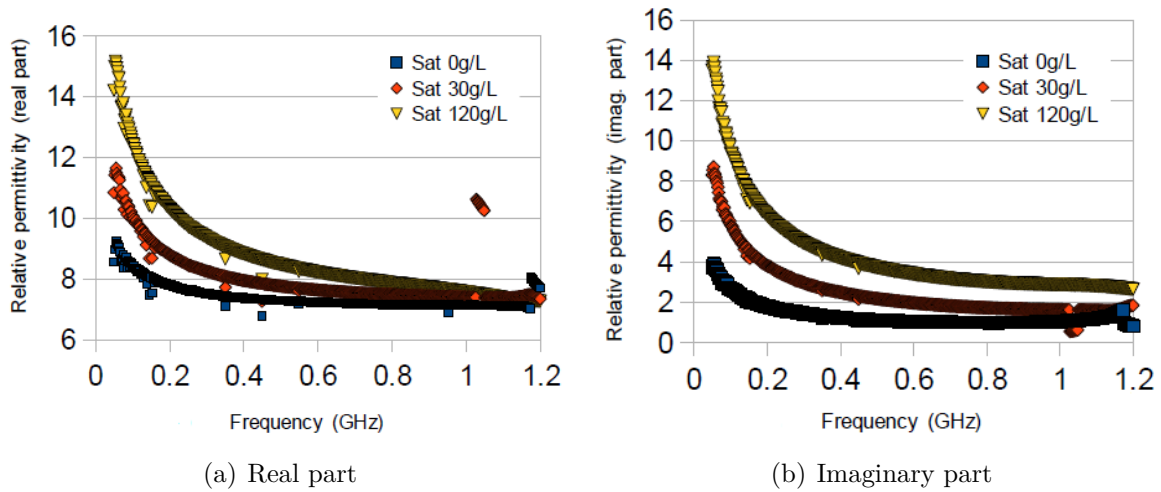 Relative permittivity (real part)
16
14
12
10
8
6
0
0.2
0.4
0.6
0.8
1
1.2
Frequency (GHz)
Sat 0g/L
Sat 30g/L
Sat 120g/L
(a) Real part
Relative permittivity (imag. part)
16
14
12
10
8
6
4
2
0
0
0.2
0.4
0.6
0.8
1
1.2
Frequency (GHz)
Sat 0g/L
Sat 30g/L
Sat 120g/L
(b) Imaginary part